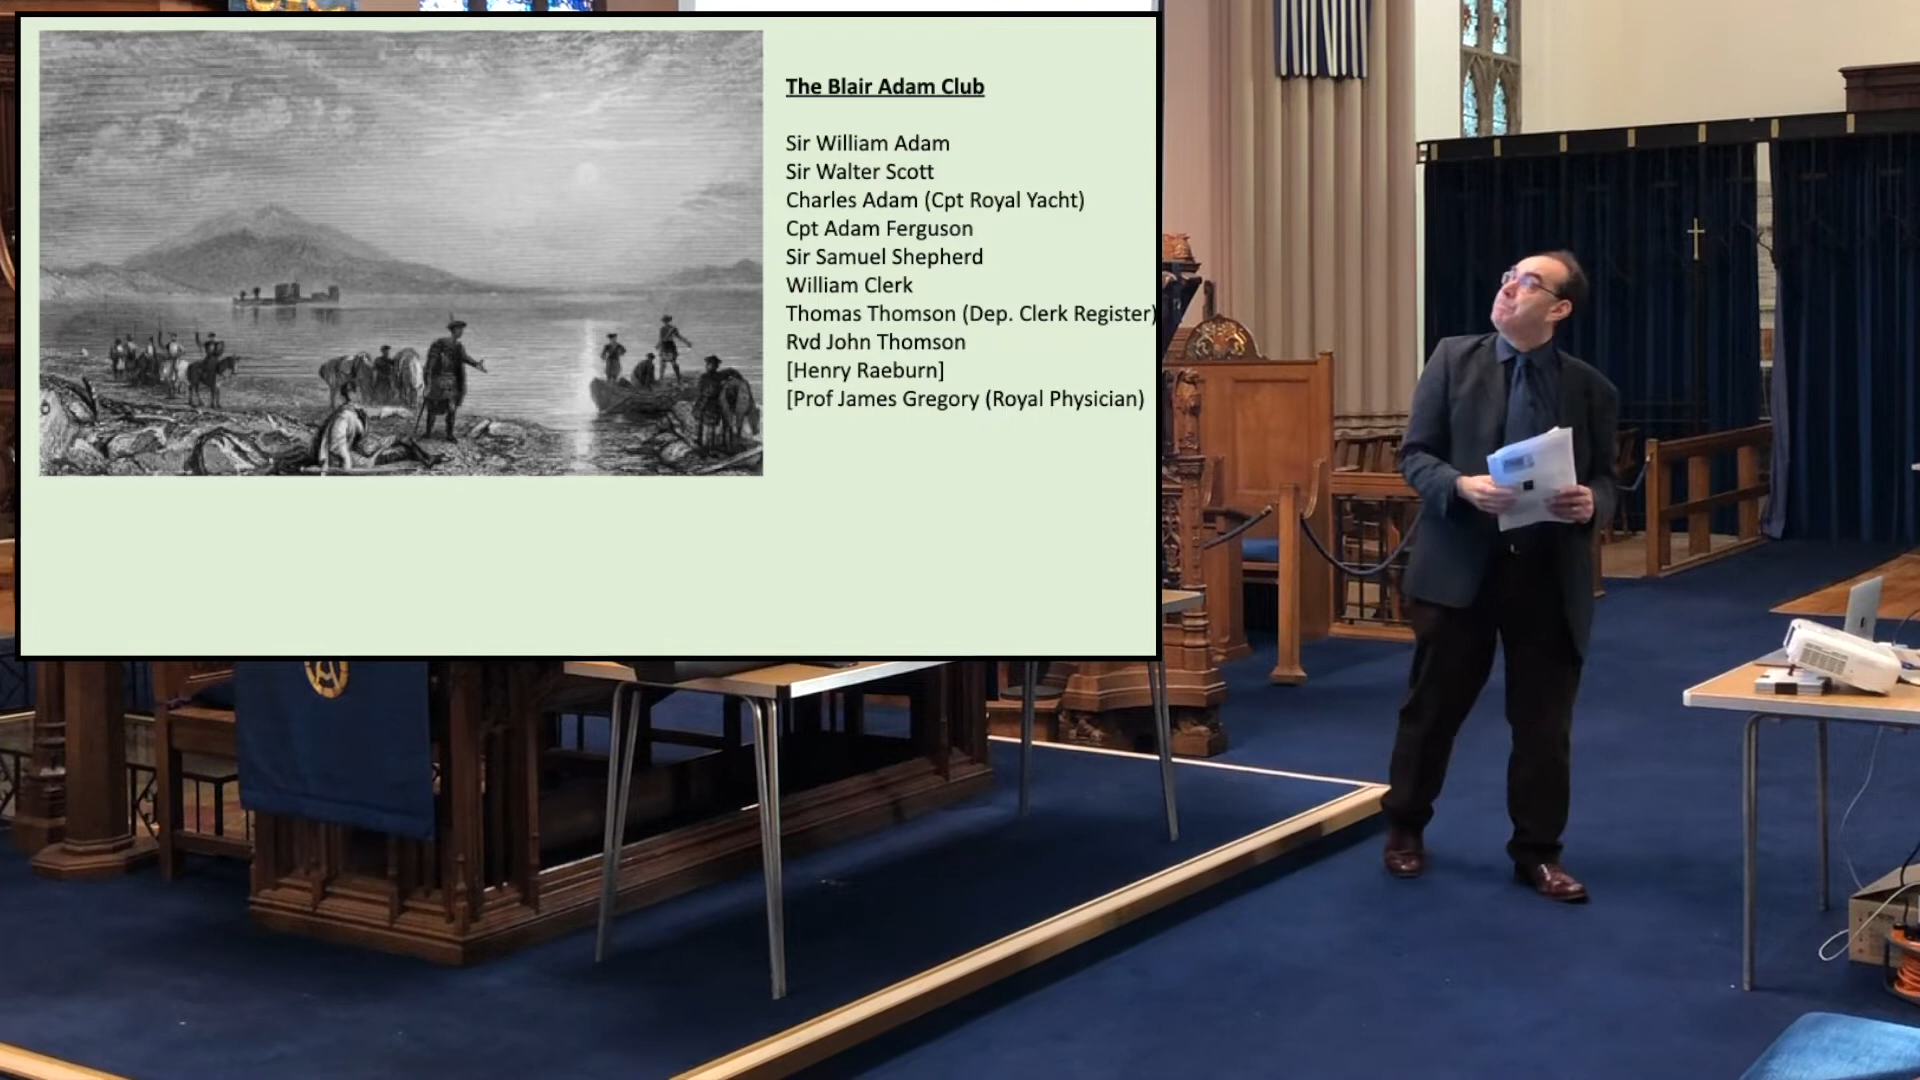 The Blair Adam Club
Sir William Adam
Sir Walter Scott
Charles Adam (Cpt Royal Yacht)
Cpt Adam Ferguson
Sir Samuel Shepherd
William Clerk
Thomas Thomson (Dep. Clerk Register)
Rvd John Thomson
[Henry Raeburn]
[Prof James Gregory (Royal Physician)